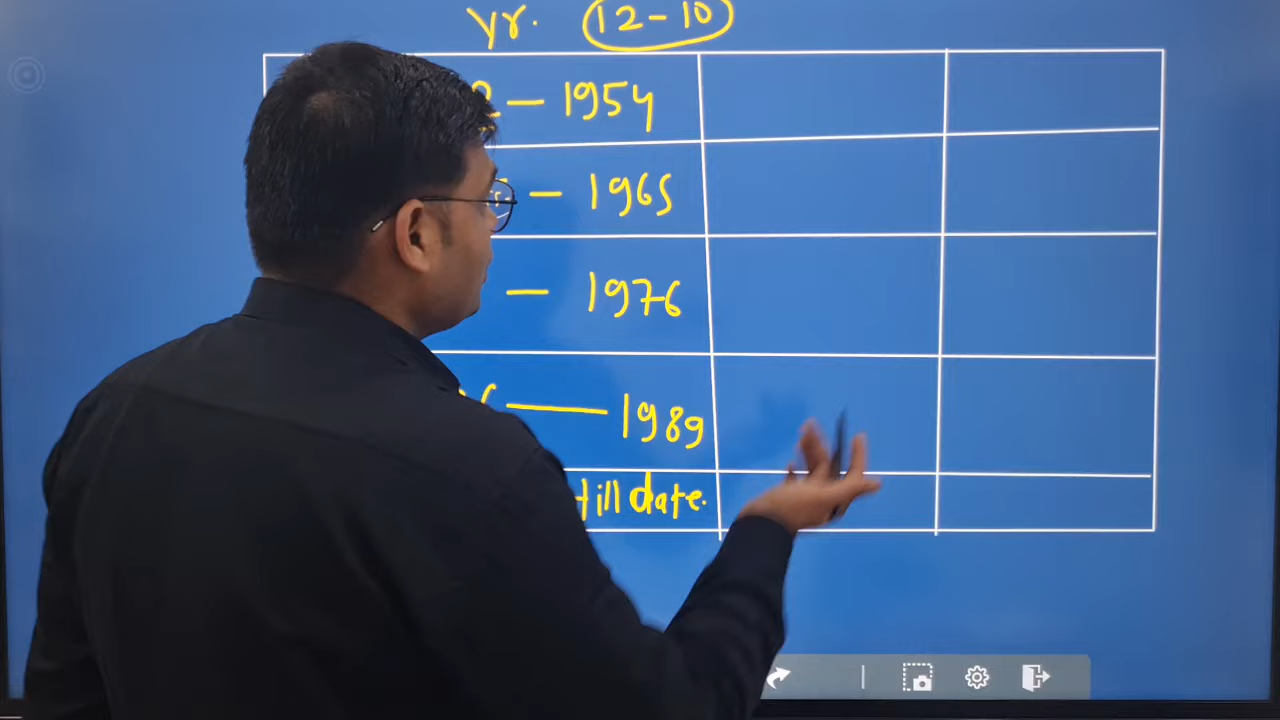 yr. 12-10
— 1954
— 1965
— 1976
— 1989
till date.